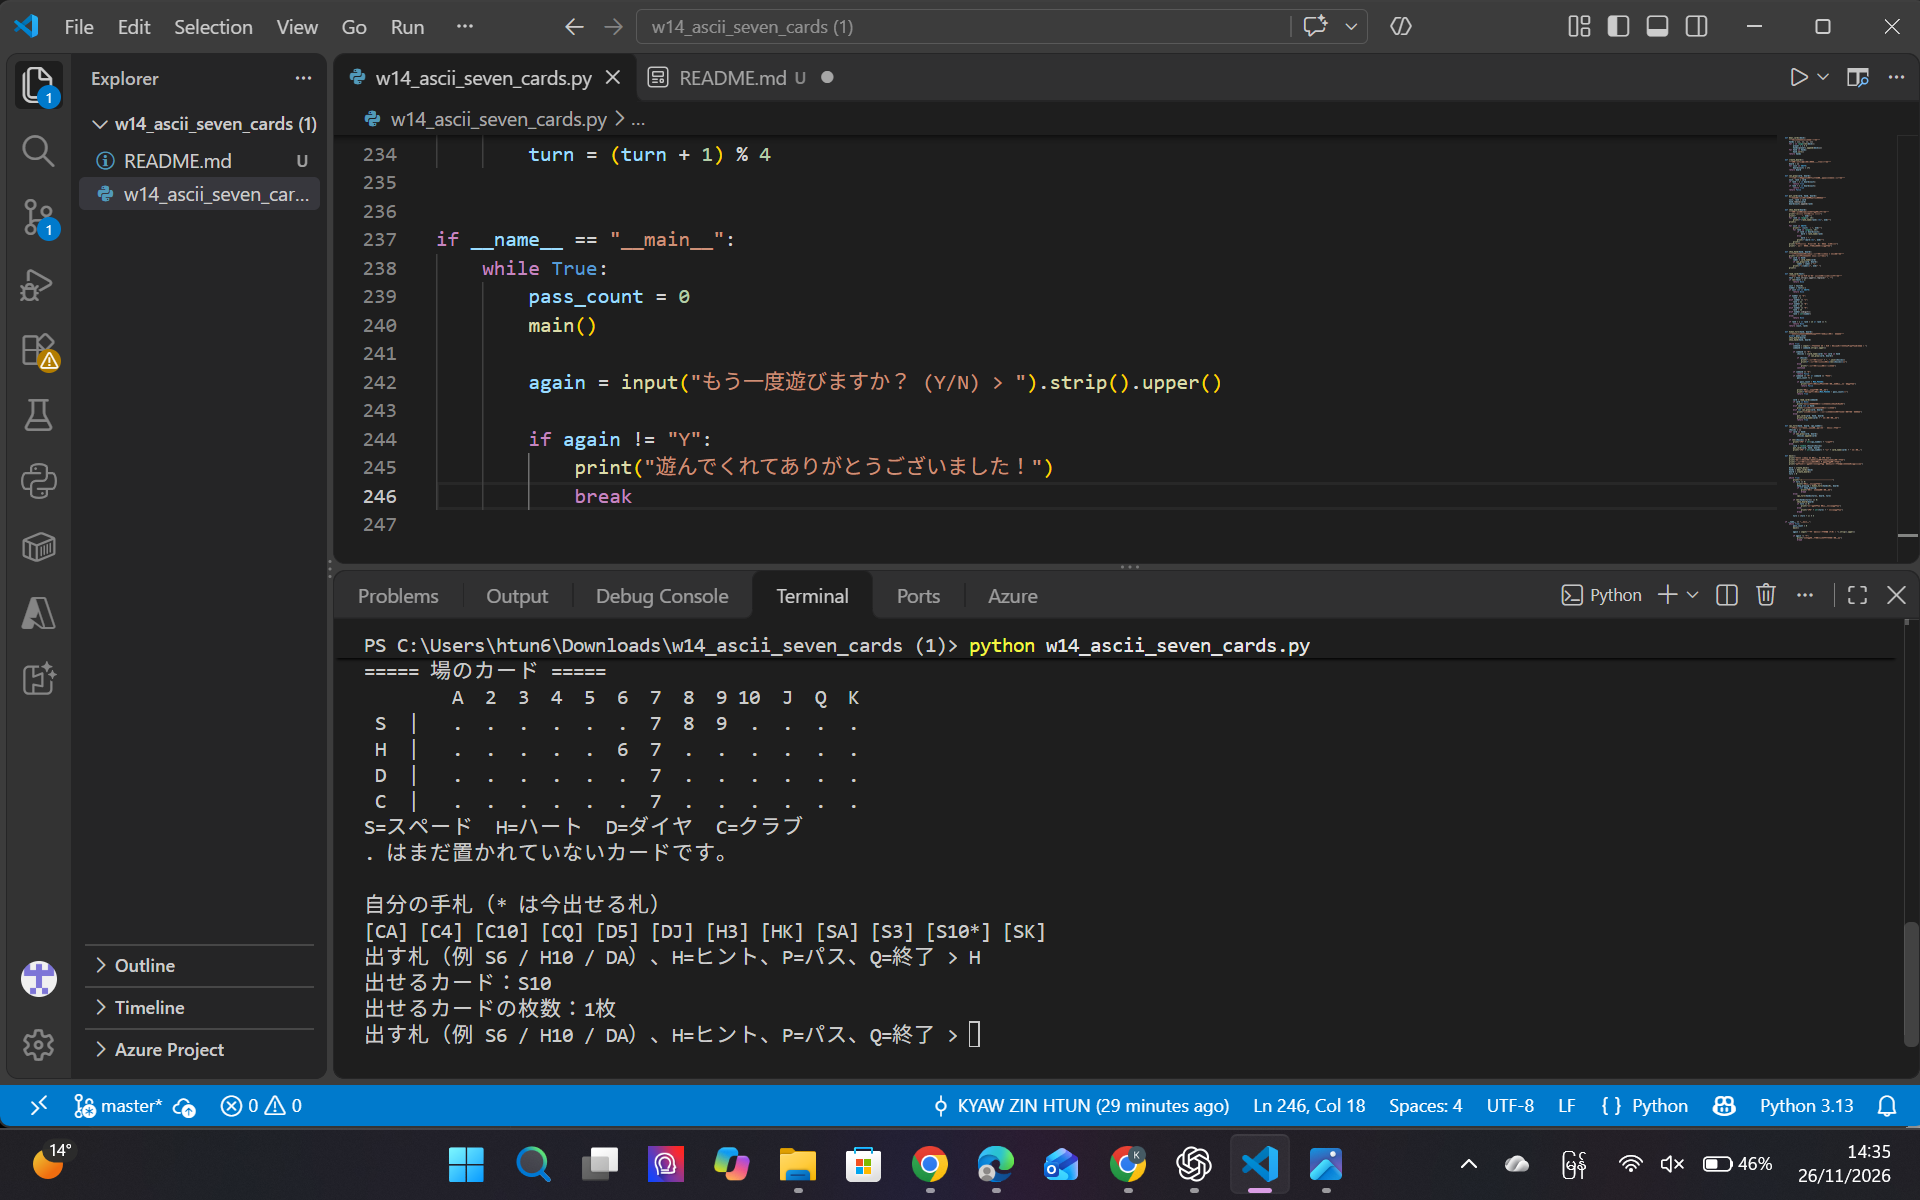 File Edit Selection View Go Run ···
w14_ascii_seven_cards (1)
Explorer
w14_ascii_seven_cards (1)
README.md U
w14_ascii_seven_car...
Outline
Timeline
Azure Project
w14_ascii_seven_cards.py
README.md U
w14_ascii_seven_cards.py > ...
234 turn = (turn + 1) % 4
235
236
237 if __name__ == "__main__":
238 while True:
239 pass_count = 0
240 main()
241
242 again = input("もう一度遊びますか？ (Y/N) > ").strip().upper()
243
244 if again != "Y":
245 print("遊んでくれてありがとうございました！")
246 break
247
Problems Output Debug Console Terminal Ports Azure
Python
PS C:\Users\htun6\Downloads\w14_ascii_seven_cards (1)> python w14_ascii_seven_cards.py
===== 場のカード =====
A 2 3 4 5 6 7 8 9 10 J Q K
S | . . . . . . 7 8 9 . . . .
H | . . . . . 6 7 . . . . . .
D | . . . . . . 7 . . . . . .
C | . . . . . . 7 . . . . . .
S=スペード H=ハート D=ダイヤ C=クラブ
. はまだ置かれていないカードです。
自分の手札（* は今出せる札）
[CA] [C4] [C10] [CQ] [D5] [DJ] [H3] [HK] [SA] [S3] [S10*] [SK]
出す札（例 S6 / H10 / DA）、H=ヒント、P=パス、Q=終了 > H
出せるカード：S10
出せるカードの枚数：1枚
出す札（例 S6 / H10 / DA）、H=ヒント、P=パス、Q=終了 >
1
1
master* 0 0
KYAW ZIN HTUN (29 minutes ago) Ln 246, Col 18 Spaces: 4 UTF-8 LF { } Python Python 3.13
14°
K
မြန်
46%
14:35
26/11/2026